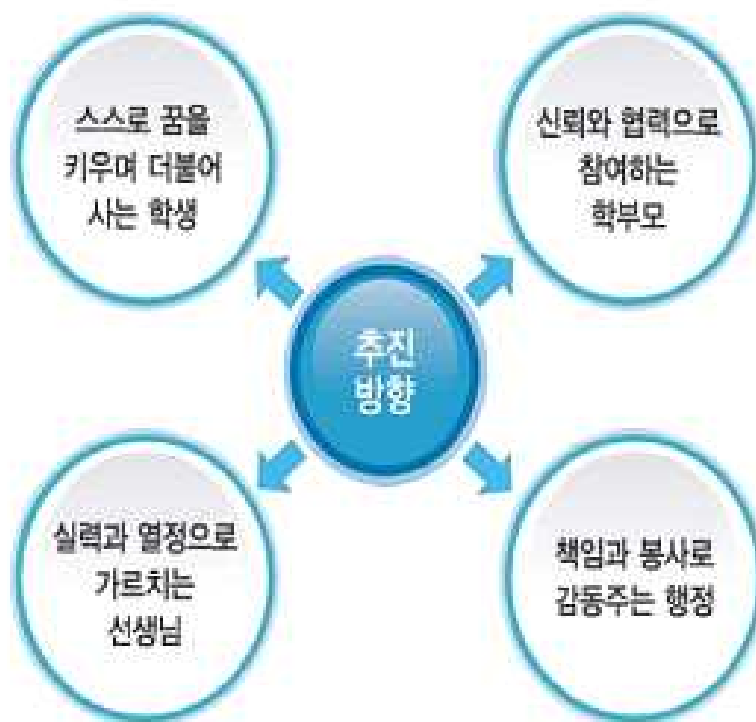 스스로 꿈을
키우며 더불어
사는 학생
신뢰와 협력으로
참여하는
학부모
추진
방향
실력과 열정으로
가르치는
선생님
책임과 봉사로
감동주는 행정